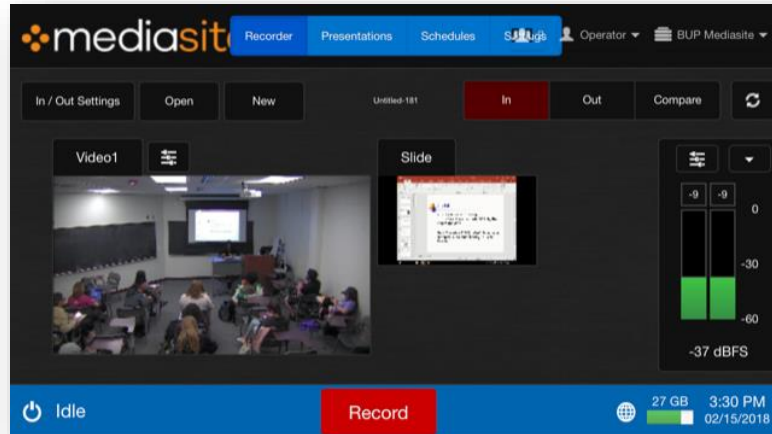 mediasit
Recorder
Presentations
Schedules
Operator
BUP Mediasite
In / Out Settings
Open
New
Untitled-181
In
Out
Compare
Video1
Slide
-9
-9
0
-30
-60
-37 dBFS
Idle
Record
27 GB
3:30 PM
02/15/2018